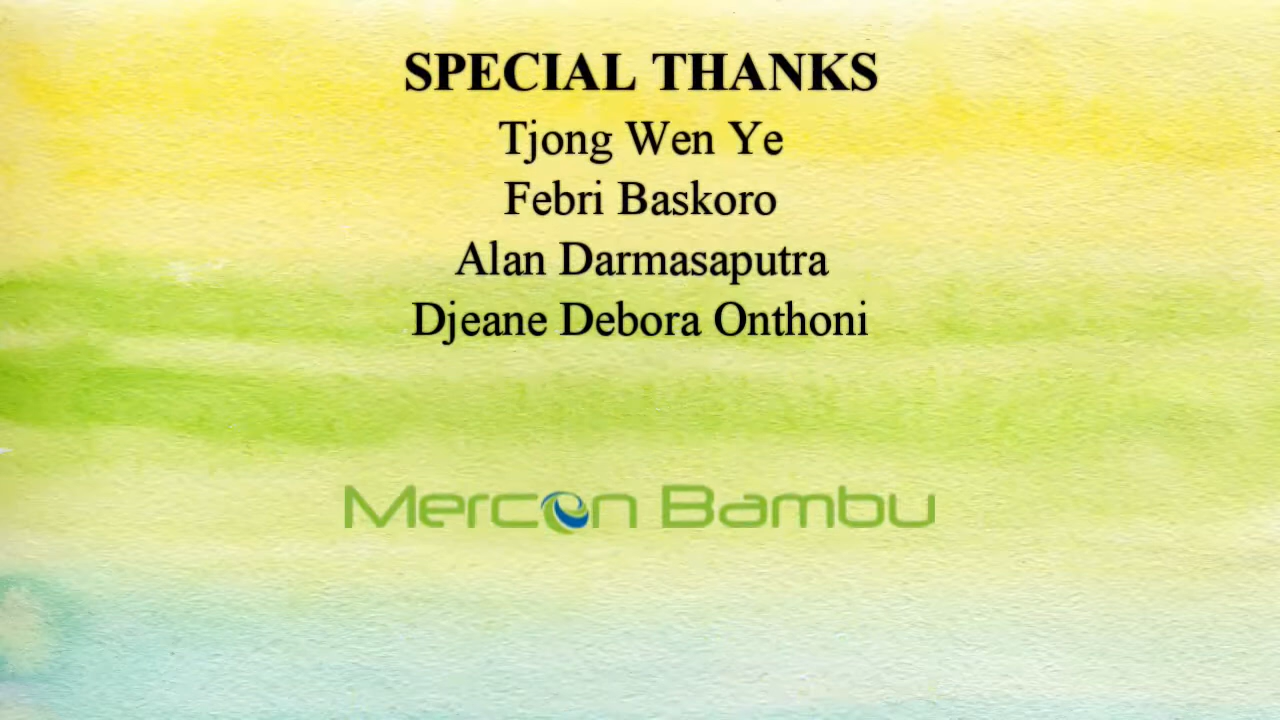 SPECIAL THANKS
Tjong Wen Ye
Febri Baskoro
Alan Darmasaputra
Djeane Debora Onthoni
Mercon Bambu